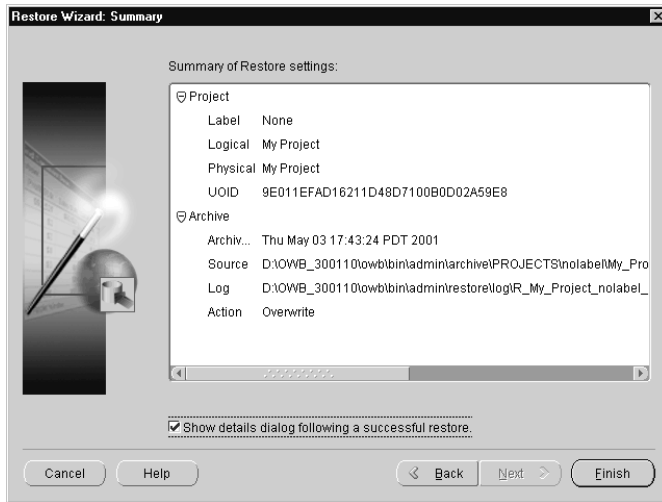 Restore Wizard: Summary
Summary of Restore settings:
Project
Label None
Logical My Project
Physical My Project
UOID 9E011EFAD16211D48D7100B0D02A59E8
Archive
Archiv... Thu May 03 17:43:24 PDT 2001
Source D:\OWB_300110\owb\bin\admin\archive\PROJECTS\nolabel\My_Pro
Log D:\OWB_300110\owb\bin\admin\restore\log\R_My_Project_nolabel_
Action Overwrite
Show details dialog following a successful restore.
Cancel Help Back Next Finish